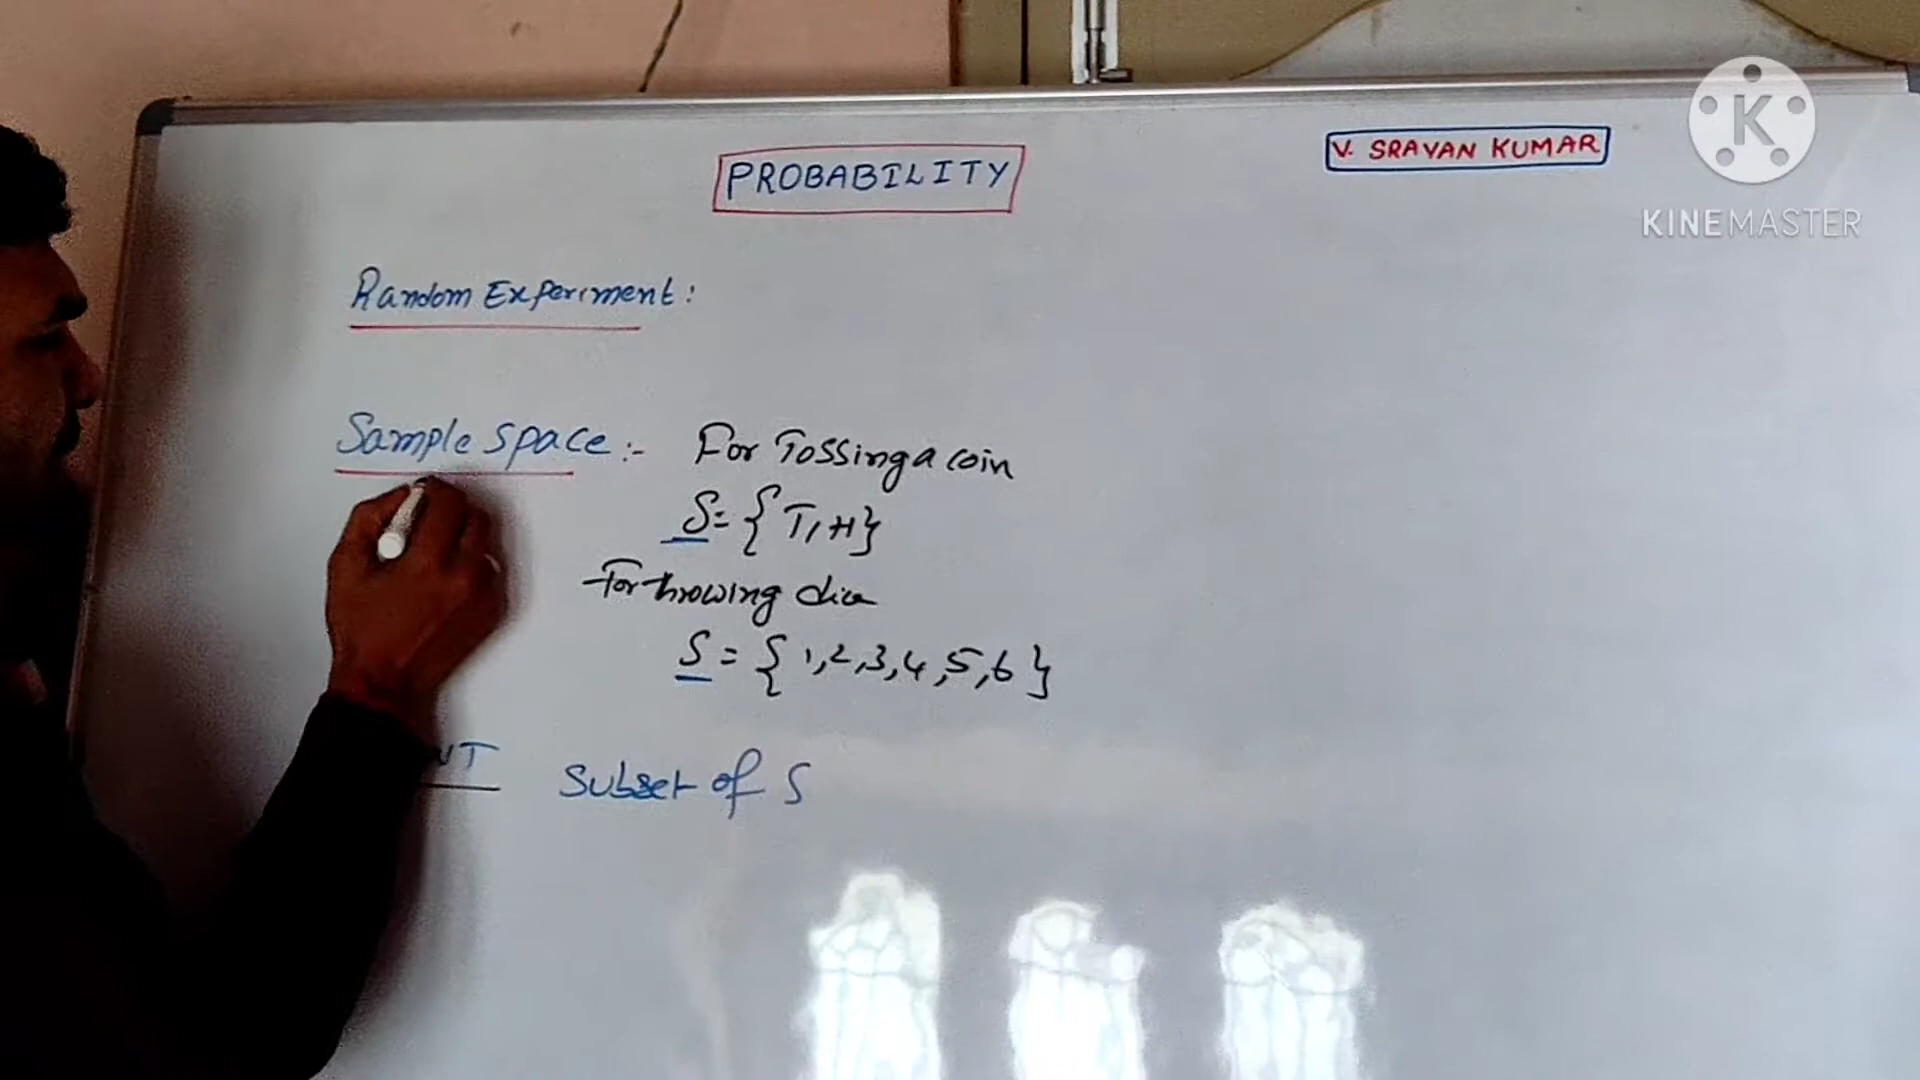 PROBABILITY
V. SRAVAN KUMAR
K
KINEMASTER
Random Experiment:
Sample space :- For Tossing a coin
S = { T, H }
For throwing dice
S = { 1, 2, 3, 4, 5, 6 }
NT Subset of S